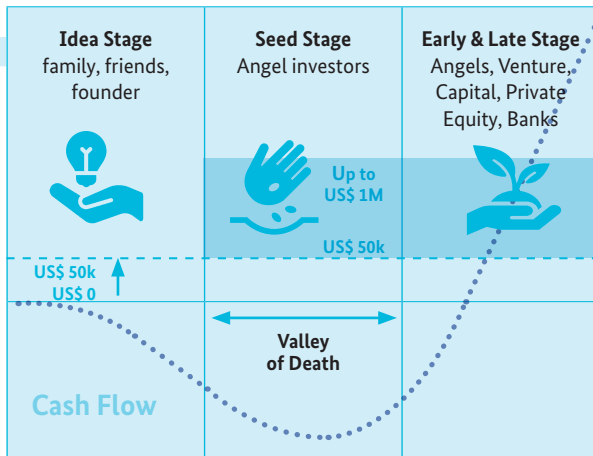 Idea Stage
family, friends,
founder
Seed Stage
Angel investors
Early & Late Stage
Angels, Venture,
Capital, Private
Equity, Banks
Up to
US$ 1M
US$ 50k
US$ 50k
US$ 0
Valley
of Death
Cash Flow